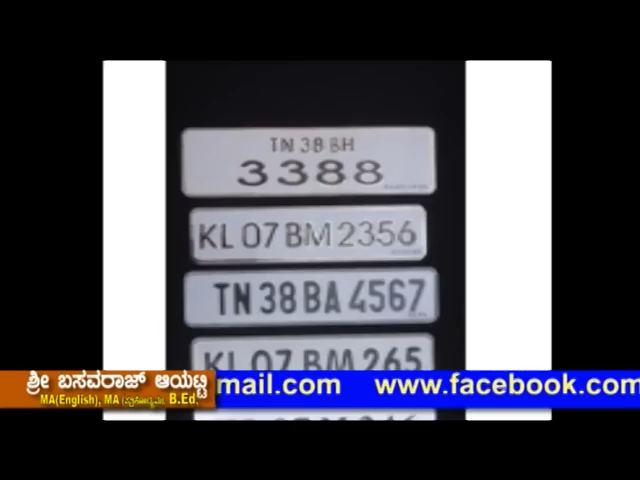 TN 38 BH
3388
KL 07 BM 2356
TN 38 BA 4567
KL 07 BM 265
ಶ್ರೀ ಬಸವರಾಜ್ ಆಯಟ್ಟಿ
MA(English), MA B.Ed,
mail.com www.facebook.com